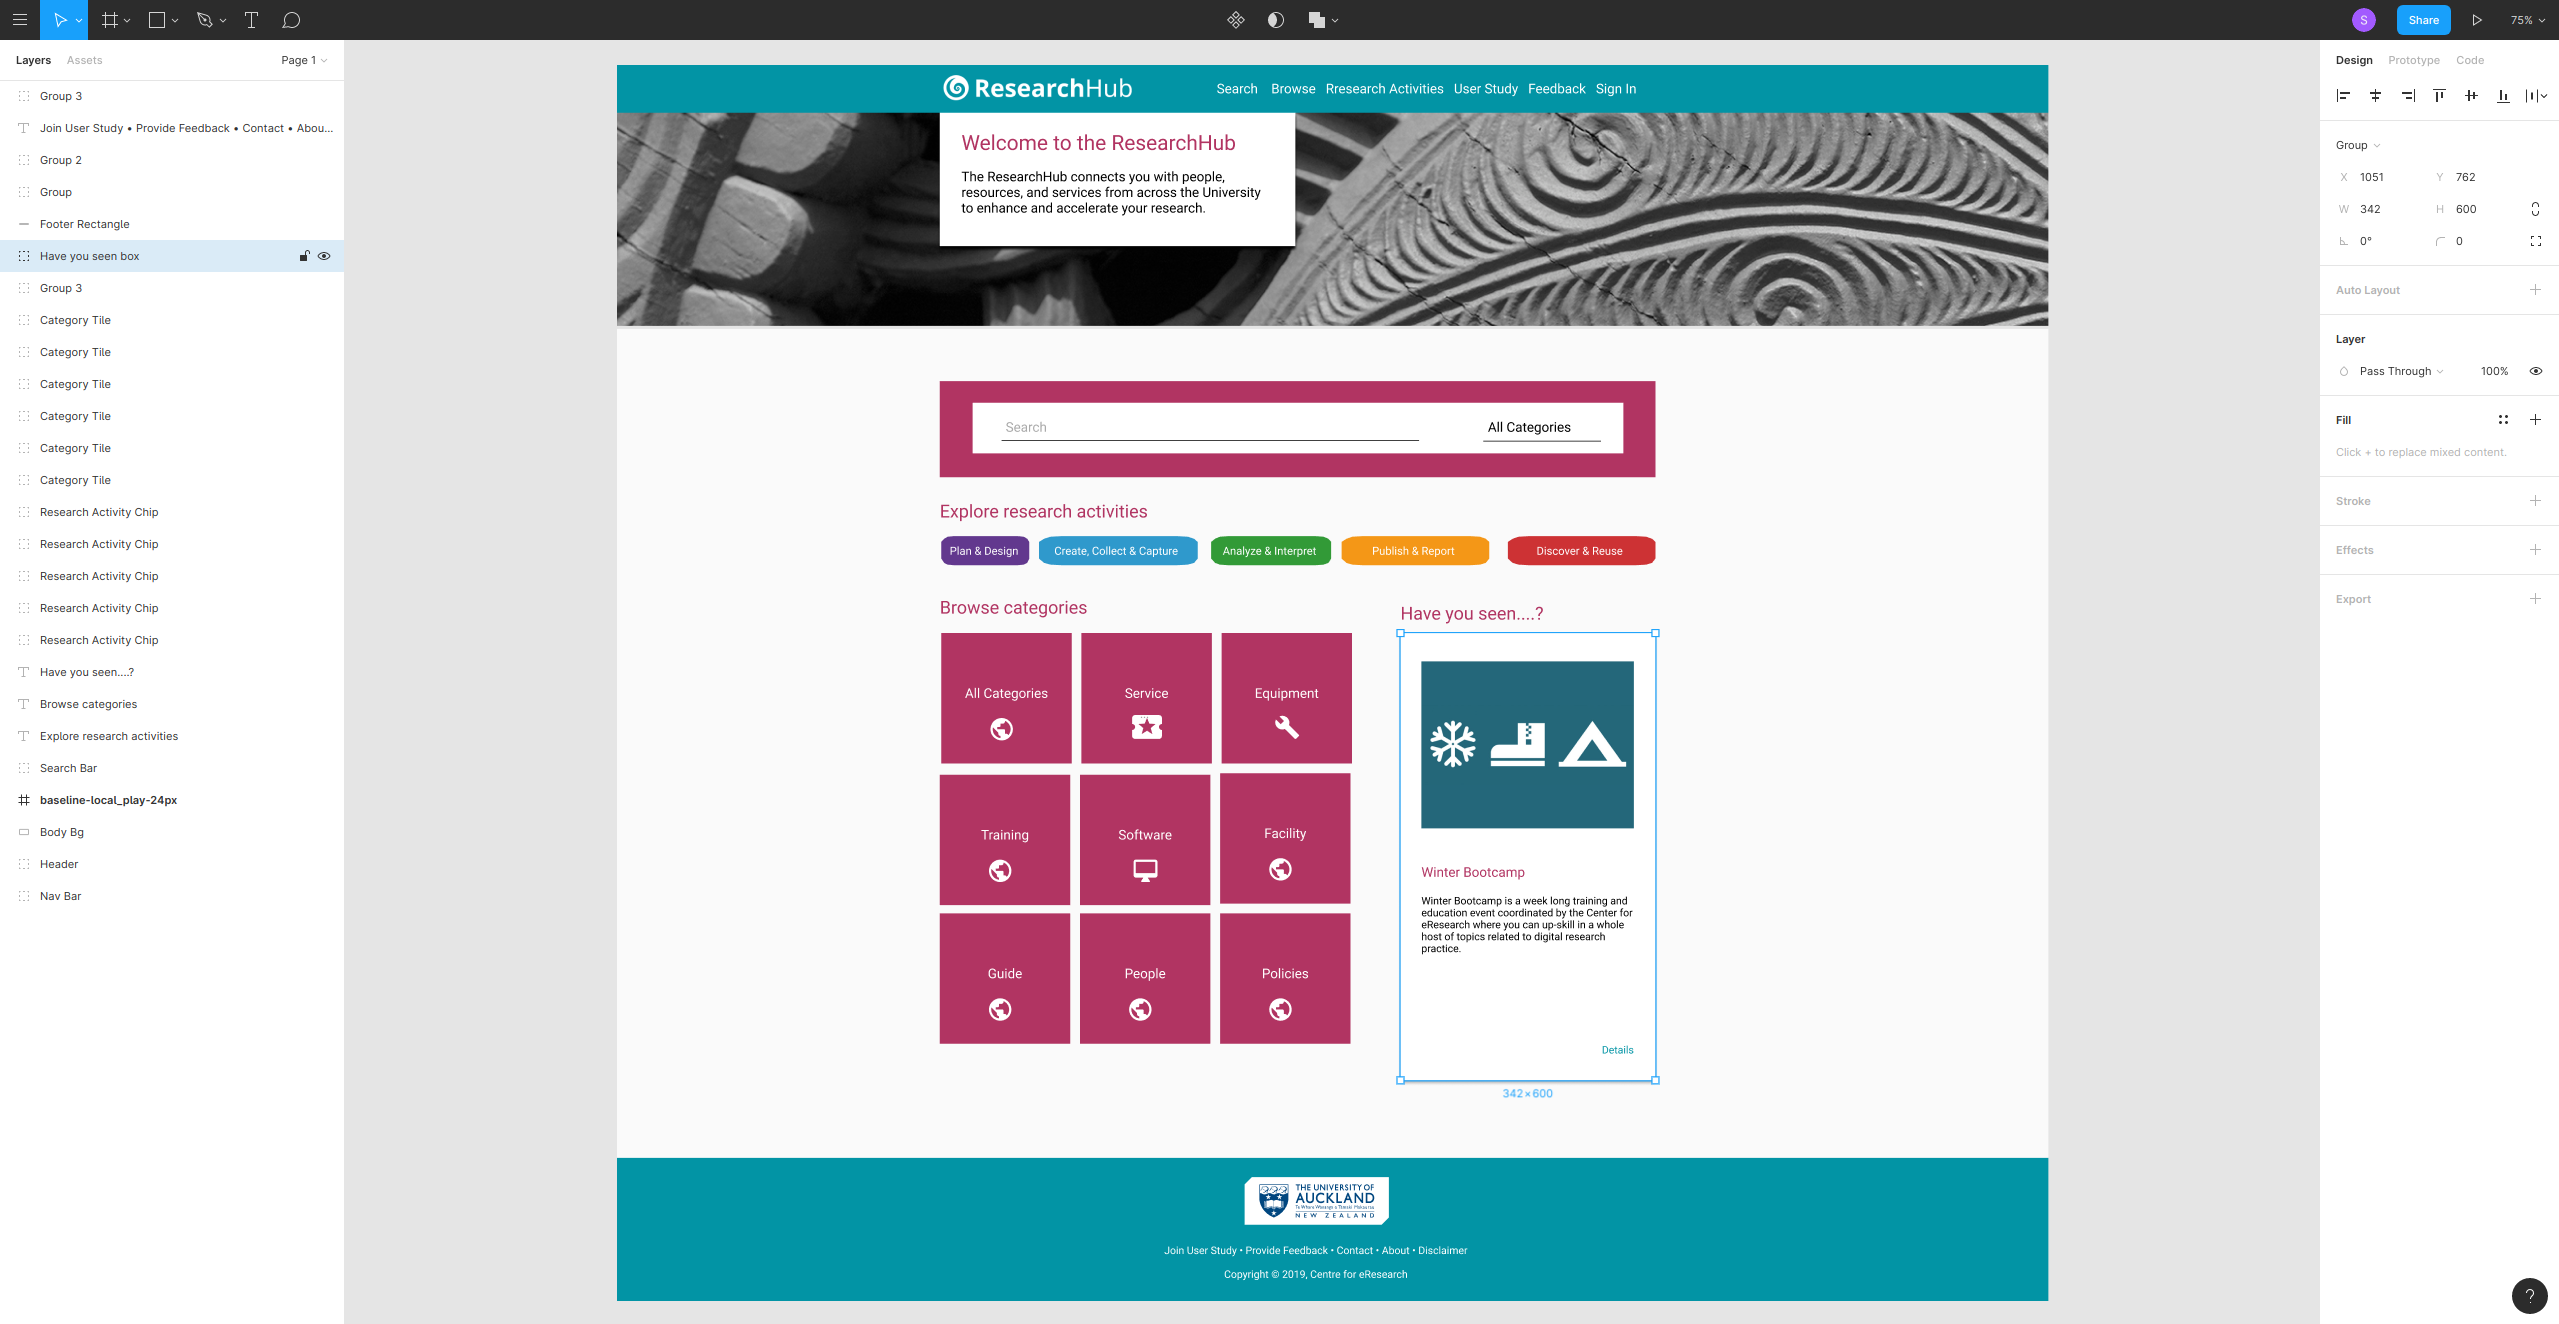 S
Share
75%
Layers
Assets
Page 1
Group 3
Join User Study • Provide Feedback • Contact • Abou...
Group 2
Group
Footer Rectangle
Have you seen box
Group 3
Category Tile
Category Tile
Category Tile
Category Tile
Category Tile
Category Tile
Research Activity Chip
Research Activity Chip
Research Activity Chip
Research Activity Chip
Research Activity Chip
Have you seen....?
Browse categories
Explore research activities
Search Bar
baseline-local_play-24px
Body Bg
Header
Nav Bar
ResearchHub
Search Browse Rresearch Activities User Study Feedback Sign In
Welcome to the ResearchHub
The ResearchHub connects you with people,
resources, and services from across the University
to enhance and accelerate your research.
Search
All Categories
Explore research activities
Plan & Design
Create, Collect & Capture
Analyze & Interpret
Publish & Report
Discover & Reuse
Browse categories
All Categories
Service
Equipment
Training
Software
Facility
Guide
People
Policies
Have you seen....?
Winter Bootcamp
Winter Bootcamp is a week long training and
education event coordinated by the Center for
eResearch where you can up-skill in a whole
host of topics related to digital research
practice.
Details
342 × 600
THE UNIVERSITY OF
AUCKLAND
Te Whare Wānanga o Tāmaki Makaurau
NEW ZEALAND
Join User Study • Provide Feedback • Contact • About • Disclaimer
Copyright © 2019, Centre for eResearch
Design
Prototype
Code
Group
X 1051
Y 762
W 342
H 600
0°
0
Auto Layout
Layer
Pass Through
100%
Fill
Click + to replace mixed content.
Stroke
Effects
Export
?